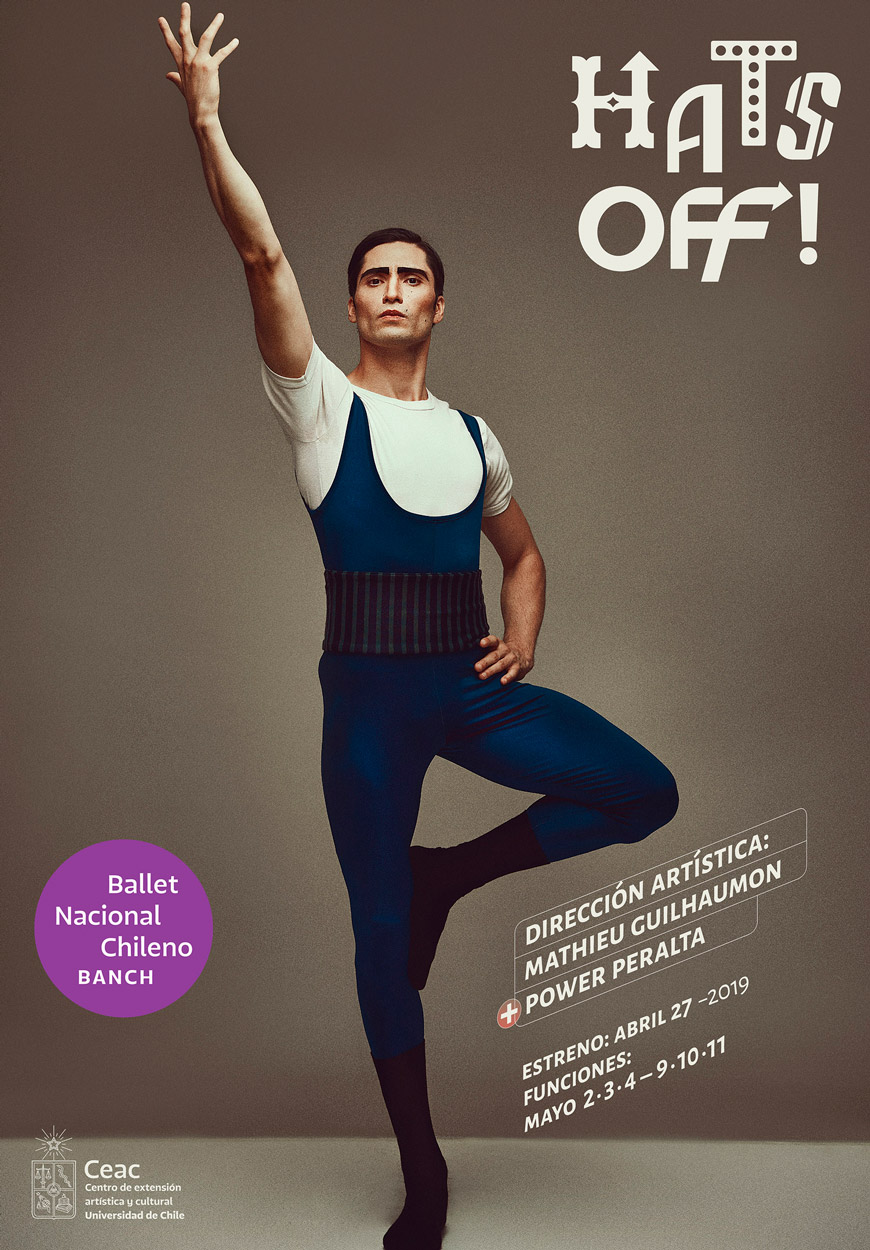 HATS
OFF!
Ballet
Nacional
Chileno
BANCH
DIRECCIÓN ARTÍSTICA:
MATHIEU GUILHAUMON
+ POWER PERALTA
ESTRENO: ABRIL 27 –2019
FUNCIONES:
MAYO 2·3·4–9·10·11
Ceac
Centro de extensión
artística y cultural
Universidad de Chile